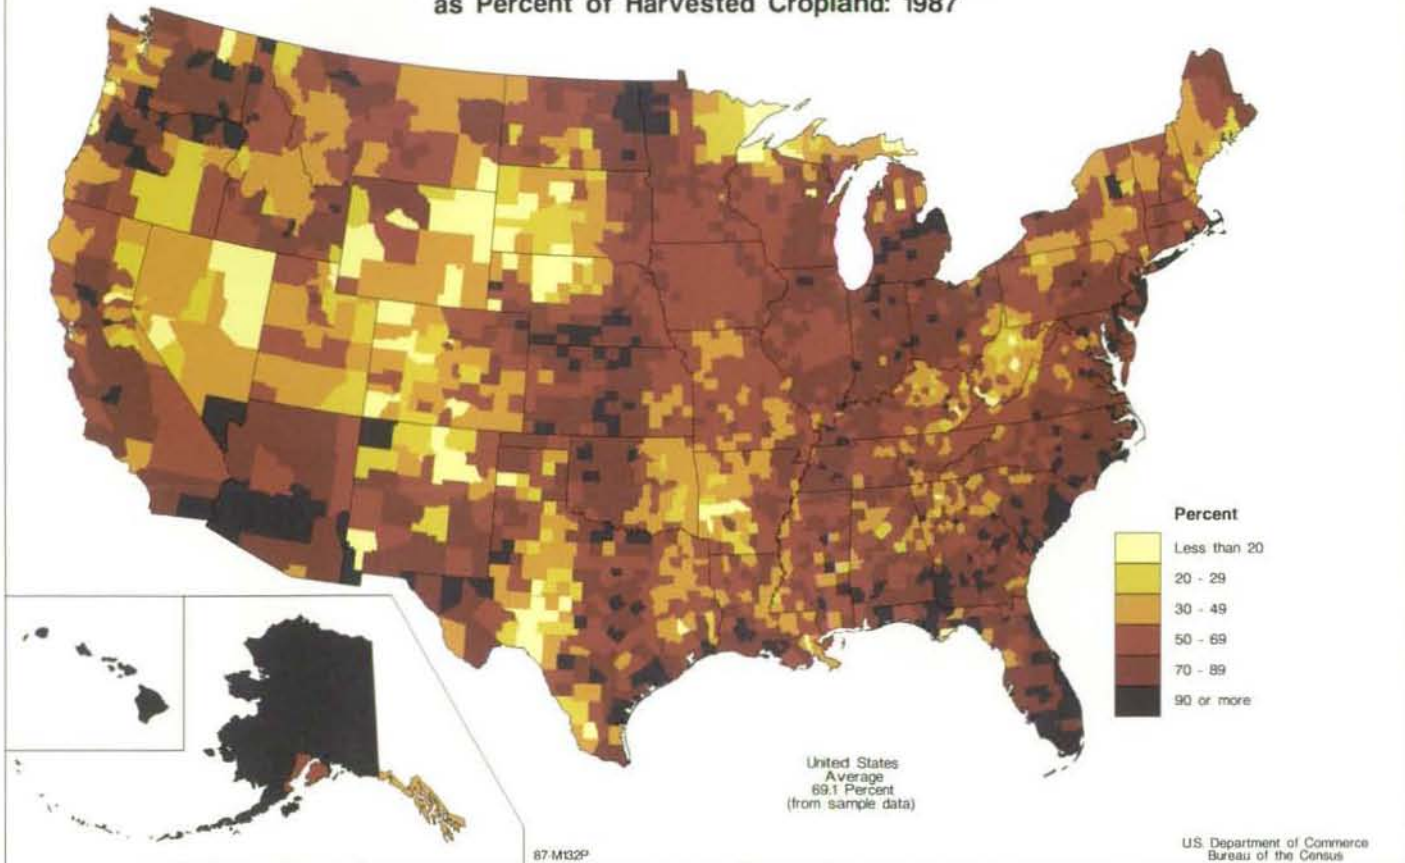 as Percent of Harvested Cropland: 1987
Percent
Less than 20
20 - 29
30 - 49
50 - 69
70 - 89
90 or more
United States
Average
69.1 Percent
(from sample data)
87-M132P
U.S. Department of Commerce
Bureau of the Census